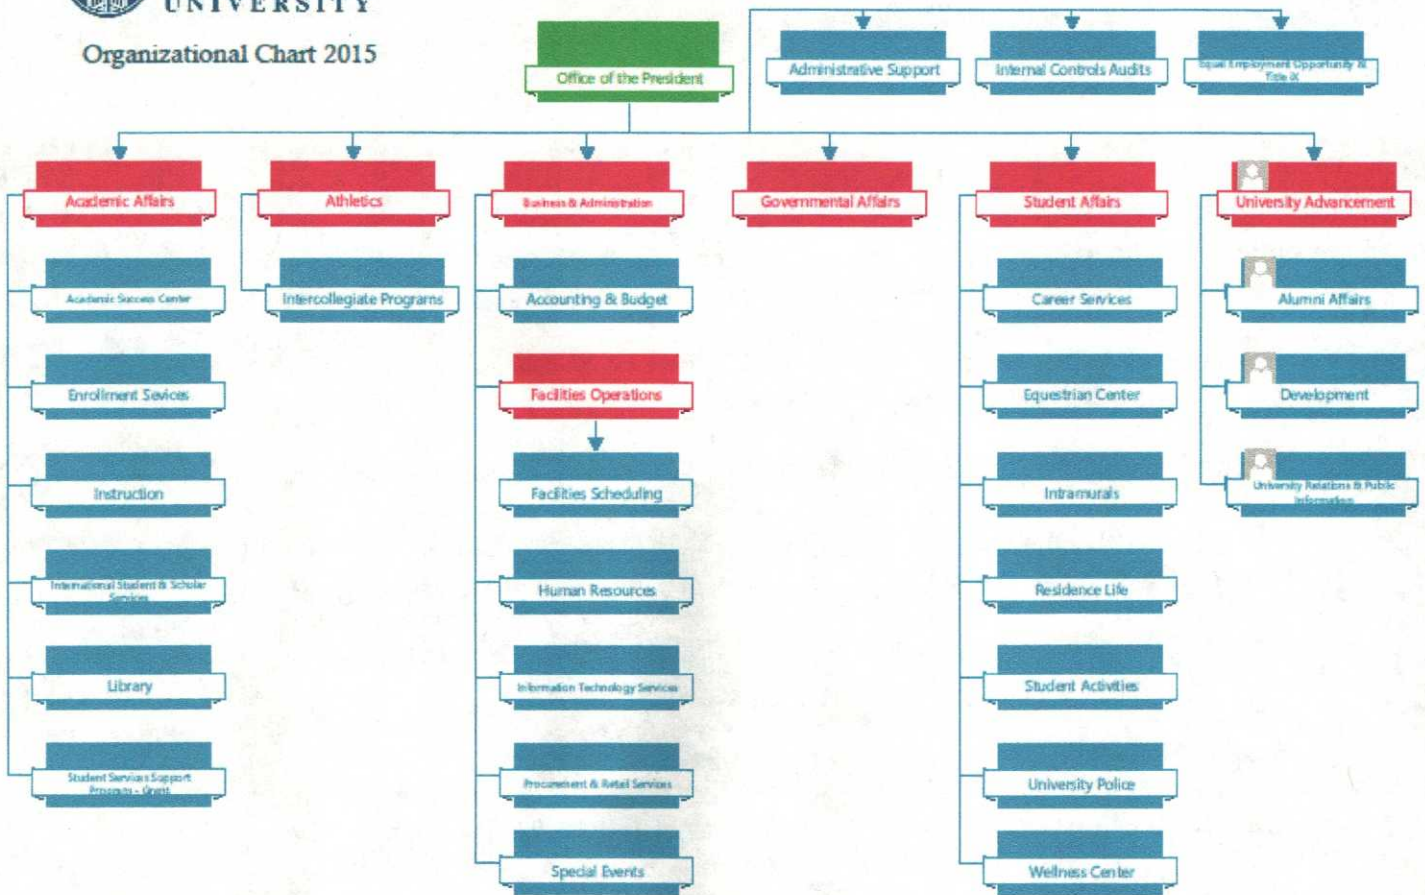 UNIVERSITY
Organizational Chart 2015
Office of the President
Administrative Support
Internal Controls Audits
Equal Employment Opportunity &
Title IX
Academic Affairs
Athletics
Business & Administration
Governmental Affairs
Student Affairs
University Advancement
Academic Success Center
Intercollegiate Programs
Accounting & Budget
Career Services
Alumni Affairs
Enrollment Sevices
Facilities Operations
Equestrian Center
Development
Instruction
Facilities Scheduling
Intramurals
University Relations & Public
Information
International Student & Scholar
Services
Human Resources
Residence Life
Library
Information Technology Services
Student Activities
Student Services Support
Program - Grant
Procurement & Retail Services
University Police
Special Events
Wellness Center